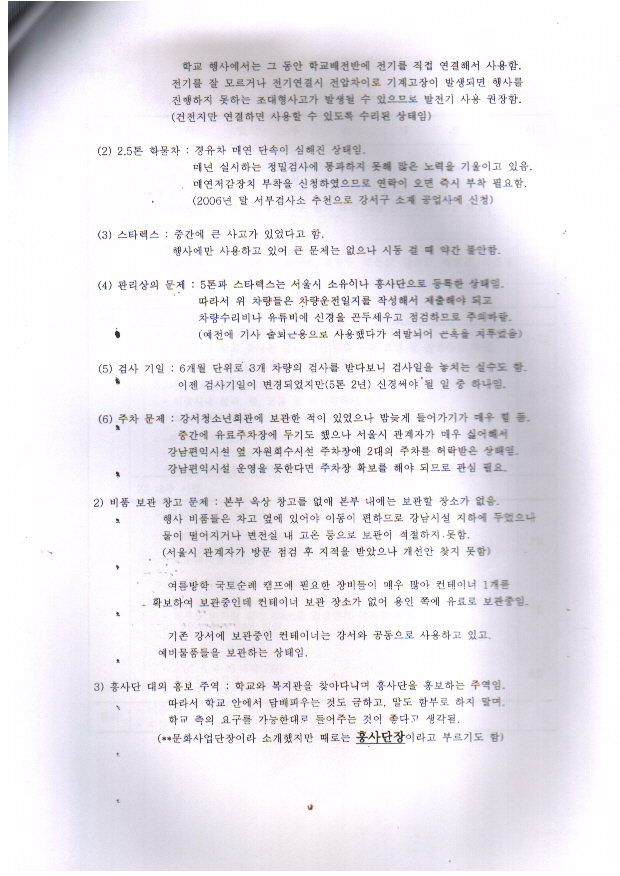 학교 행사에서는 그 동안 학교배전반에 전기를 직접 연결해서 사용함.
전기를 잘 모르거나 전기연결시 전압차이로 기계고장이 발생되면 행사를
진행하지 못하는 초대형사고가 발생될 수 있으므로 발전기 사용 권장함.
(건전지만 연결하면 사용할 수 있도록 수리된 상태임)
(2) 2.5톤 화물차 : 경유차 매연 단속이 심해진 상태임.
매년 실시하는 정밀검사에 통과하지 못해 많은 노력을 기울이고 있음.
매연저감장치 부착을 신청하였으므로 연락이 오면 즉시 부착 필요함.
(2006년 말 서부검사소 추천으로 강서구 소재 공업사에 신청)
(3) 스타렉스 : 중간에 큰 사고가 있었다고 함.
행사에만 사용하고 있어 큰 문제는 없으나 시동 걸 때 약간 불안함.
(4) 관리상의 문제 : 5톤과 스타렉스는 서울시 소유이나 흥사단으로 등록한 상태임.
따라서 위 차량들은 차량운전일지를 작성해서 제출해야 되고
차량수리비나 유류비에 신경을 곤두세우고 점검하므로 주의바람.
(예전에 기사 출퇴근용으로 사용했다가 적발되어 곤욕을 치루었음)
(5) 검사 기일 : 6개월 단위로 3개 차량의 검사를 받다보니 검사일을 놓치는 실수도 함.
이젠 검사기일이 변경되었지만(5톤 2년) 신경써야 될 일 중 하나임.
(6) 주차 문제 : 강서청소년회관에 보관한 적이 있었으나 밤늦게 들어가기가 매우 힘 듦.
중간에 유료주차장에 두기도 했으나 서울시 관계자가 매우 싫어해서
강남편익시설 옆 자원회수시설 주차장에 2대의 주차를 허락받은 상태임.
강남편익시설 운영을 못한다면 주차장 확보를 해야 되므로 관심 필요.
2) 비품 보관 창고 문제 : 본부 옥상 창고를 없애 본부 내에는 보관할 장소가 없음.
행사 비품들은 차고 옆에 있어야 이동이 편하므로 강남시설 지하에 두었으나
물이 떨어지거나 변전실 내 고온 등으로 보관이 적절하지 못함.
(서울시 관계자가 방문 점검 후 지적을 받았으나 개선안 찾지 못함)
여름방학 국토순례 캠프에 필요한 장비들이 매우 많아 컨테이너 1개를
확보하여 보관중인데 컨테이너 보관 장소가 없어 용인 쪽에 유료로 보관중임.
기존 강서에 보관중인 컨테이너는 강서와 공동으로 사용하고 있고,
예비물품들을 보관하는 상태임.
3) 흥사단 대외 홍보 주역 : 학교와 복지관을 찾아다니며 흥사단을 홍보하는 주역임.
따라서 학교 안에서 담배피우는 것도 금하고, 말도 함부로 하지 말며,
학교 측의 요구를 가능한대로 들어주는 것이 좋다고 생각됨.
(**문화사업단장이라 소개했지만 때로는 흥사단장이라고 부르기도 함)